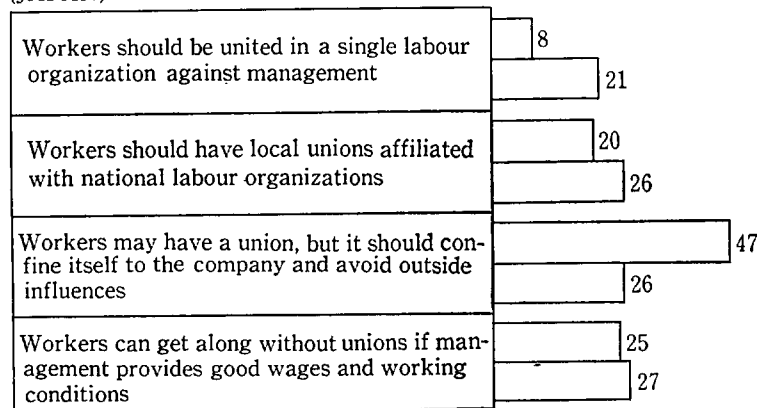 Workers should be united in a single labour
organization against management
8
21
Workers should have local unions affiliated
with national labour organizations
20
26
Workers may have a union, but it should con-
fine itself to the company and avoid outside
influences
47
26
Workers can get along without unions if man-
agement provides good wages and working
conditions
25
27